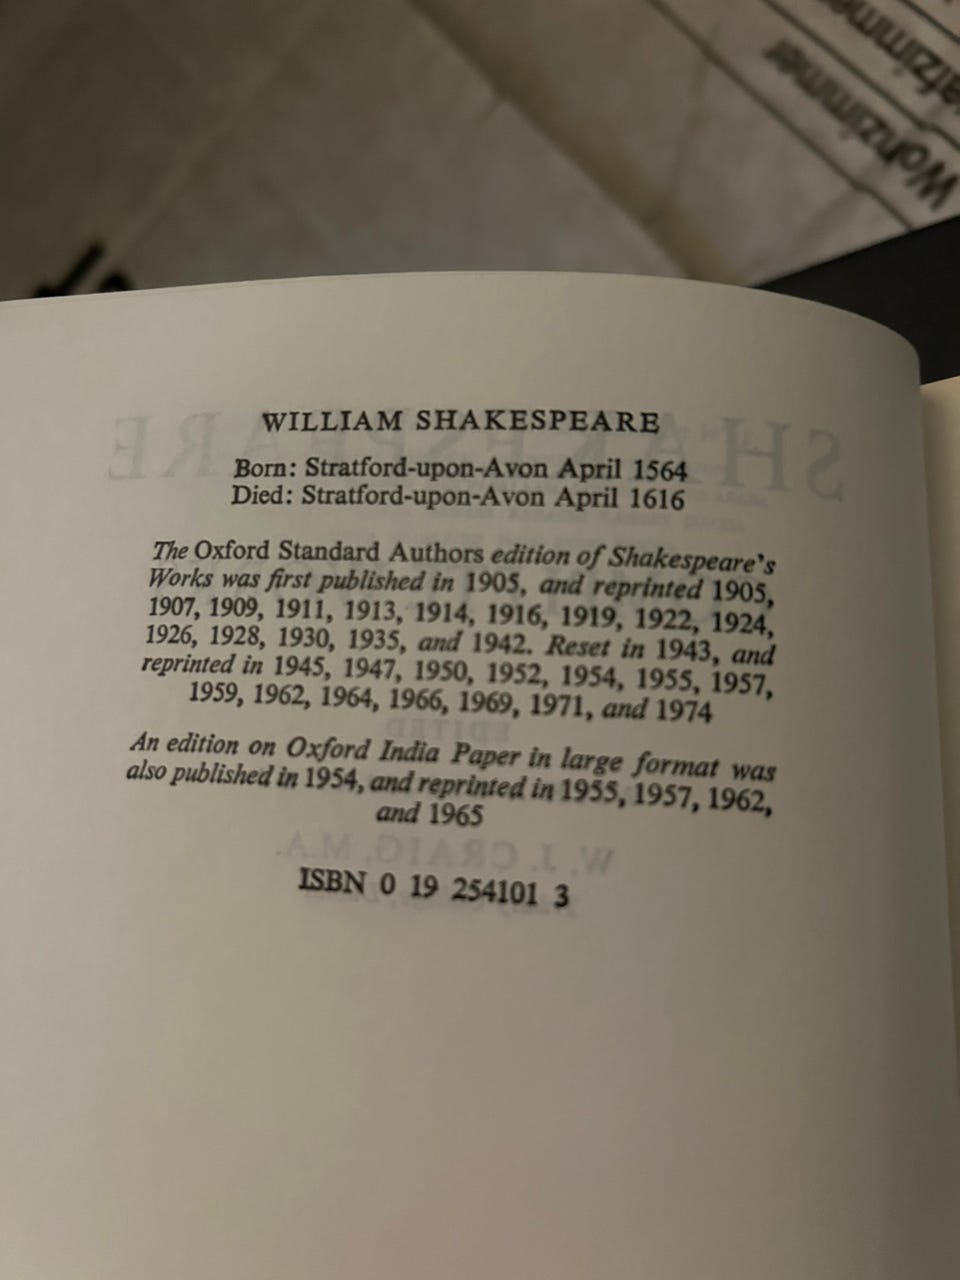 Wohnzimmer
WILLIAM SHAKESPEARE
Born: Stratford-upon-Avon April 1564
Died: Stratford-upon-Avon April 1616
The Oxford Standard Authors edition of Shakespeare's
Works was first published in 1905, and reprinted 1905,
1907, 1909, 1911, 1913, 1914, 1916, 1919, 1922, 1924,
1926, 1928, 1930, 1935, and 1942. Reset in 1943, and
reprinted in 1945, 1947, 1950, 1952, 1954, 1955, 1957,
1959, 1962, 1964, 1966, 1969, 1971, and 1974
An edition on Oxford India Paper in large format was
also published in 1954, and reprinted in 1955, 1957, 1962,
and 1965
ISBN 0 19 254101 3
SHAKESPEARE
EDITED
W. J. CRAIG, M.A.